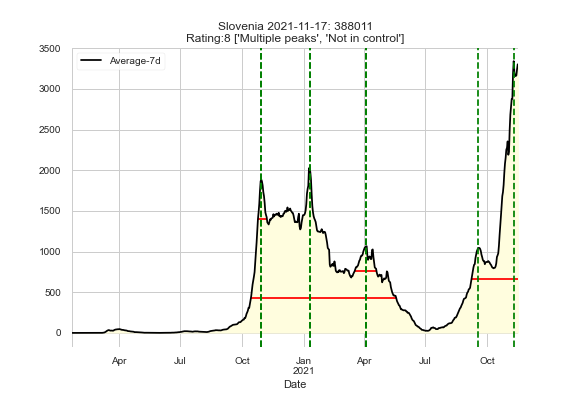 Slovenia 2021-11-17: 388011
Rating:8 ['Multiple peaks', 'Not in control']
Average-7d
3500
3000
2500
2000
1500
1000
500
0
Apr Jul Oct Jan Apr Jul Oct
2021
Date